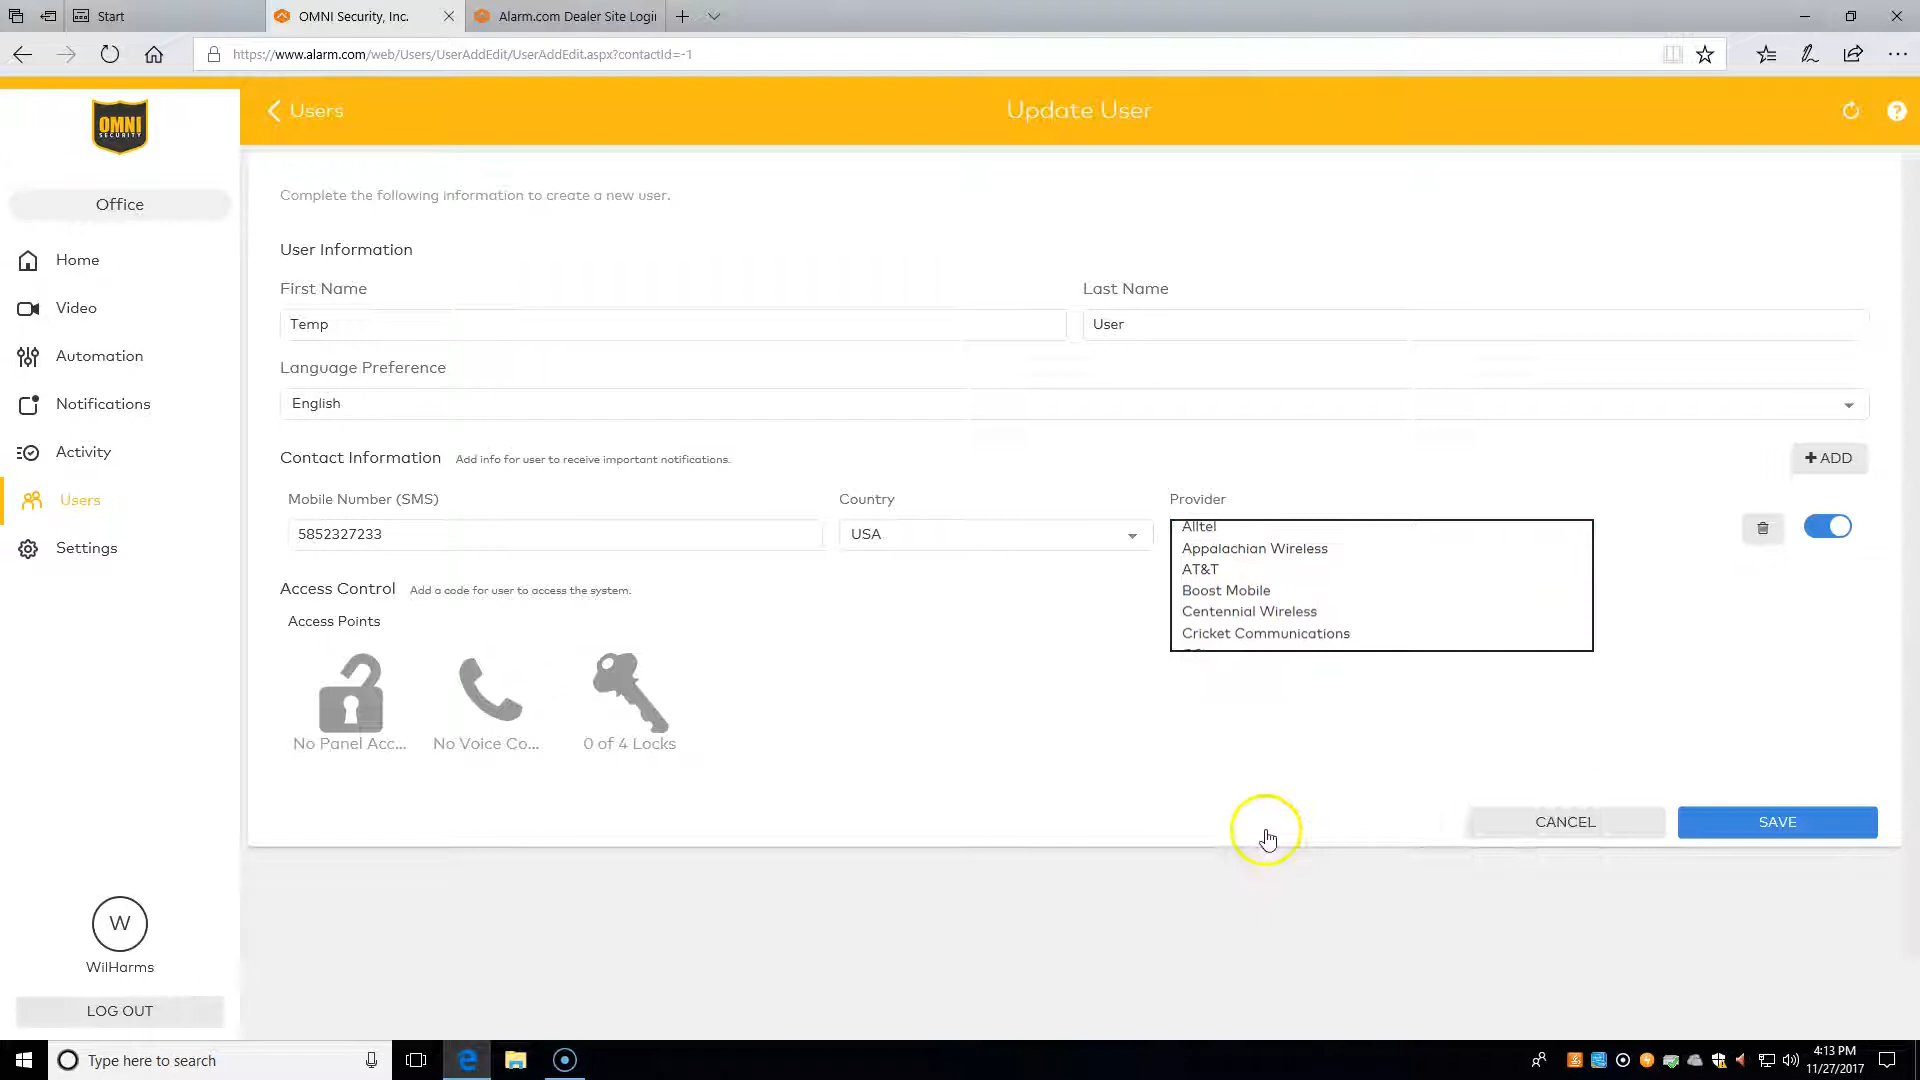 Start
OMNI Security, Inc.
Alarm.com Dealer Site Login
https://www.alarm.com/web/Users/UserAddEdit/UserAddEdit.aspx?contactId=-1
OMNI
SECURITY
Users
Update User
Office
Complete the following information to create a new user.
Home
User Information
First Name
Last Name
Video
Temp
User
Automation
Language Preference
English
Notifications
Activity
Contact Information Add info for user to receive important notifications.
+ ADD
Users
Mobile Number (SMS)
Country
Provider
5852327233
USA
Alltel
Appalachian Wireless
AT&T
Boost Mobile
Centennial Wireless
Cricket Communications
Settings
Access Control Add a code for user to access the system.
Access Points
No Panel Acc...
No Voice Co...
0 of 4 Locks
CANCEL
SAVE
W
WilHarms
LOG OUT
Type here to search
4:13 PM
11/27/2017